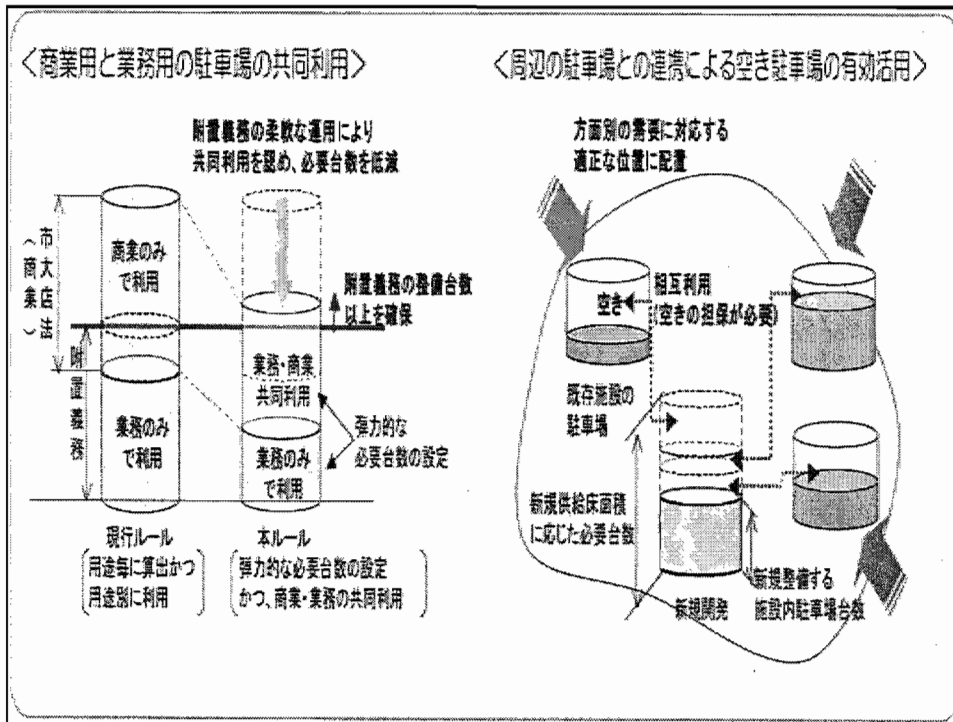 <商業用と業務用の駐車場の共同利用>
附置義務の柔軟な運用により
共同利用を認め、必要台数を低減
市大店法
(商業)
商業のみ
で利用
附置義務の整備台数
以上を確保
附置義務
業務・商業
共同利用
業務のみ
で利用
業務のみ
で利用
弾力的な
必要台数の設定
現行ルール
用途毎に算出かつ
用途別に利用
本ルール
弾力的な必要台数の設定
かつ、商業・業務の共同利用
<周辺の駐車場との連携による空き駐車場の有効活用>
方面別の需要に対応する
適正な位置に配置
空き
相互利用
(空きの担保が必要)
既存施設の
駐車場
新規供給床面積
に応じた必要台数
新規開発
新規整備する
施設内駐車場台数